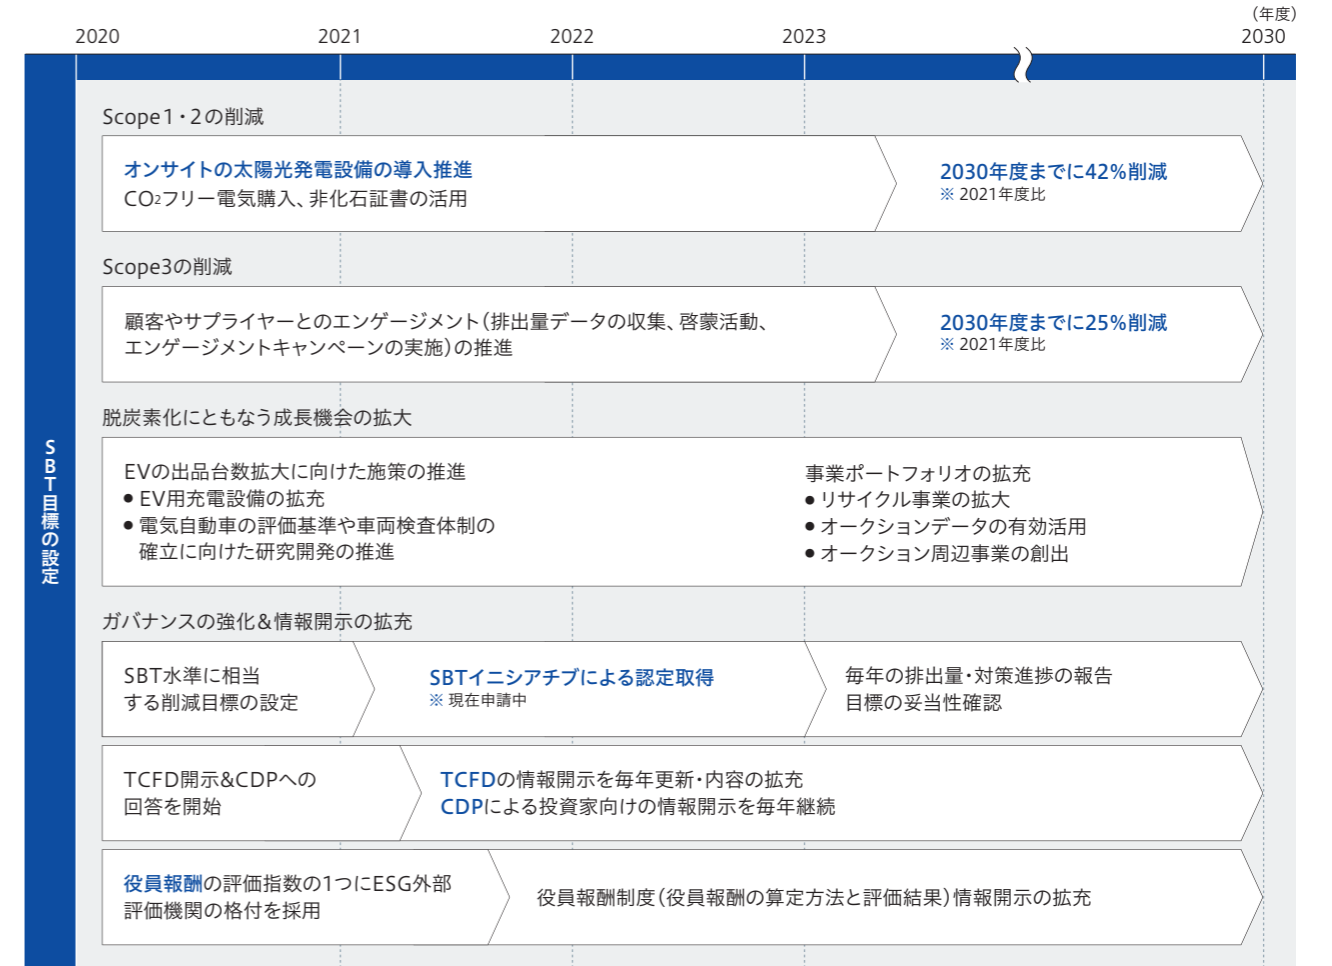 (年度)
2020 2021 2022 2023 2030
SBT目標の設定
Scope1・2の削減
オンサイトの太陽光発電設備の導入推進
CO2フリー電気購入、非化石証書の活用
2030年度までに42%削減
※ 2021年度比
Scope3の削減
顧客やサプライヤーとのエンゲージメント(排出量データの収集、啓蒙活動、
エンゲージメントキャンペーンの実施)の推進
2030年度までに25%削減
※ 2021年度比
脱炭素化にともなう成長機会の拡大
EVの出品台数拡大に向けた施策の推進
● EV用充電設備の拡充
● 電気自動車の評価基準や車両検査体制の
確立に向けた研究開発の推進
事業ポートフォリオの拡充
● リサイクル事業の拡大
● オークションデータの有効活用
● オークション周辺事業の創出
ガバナンスの強化&情報開示の拡充
SBT水準に相当
する削減目標の設定
SBTイニシアチブによる認定取得
※ 現在申請中
毎年の排出量・対策進捗の報告
目標の妥当性確認
TCFD開示&CDPへの
回答を開始
TCFDの情報開示を毎年更新・内容の拡充
CDPによる投資家向けの情報開示を毎年継続
役員報酬の評価指数の1つにESG外部
評価機関の格付を採用
役員報酬制度(役員報酬の算定方法と評価結果)情報開示の拡充